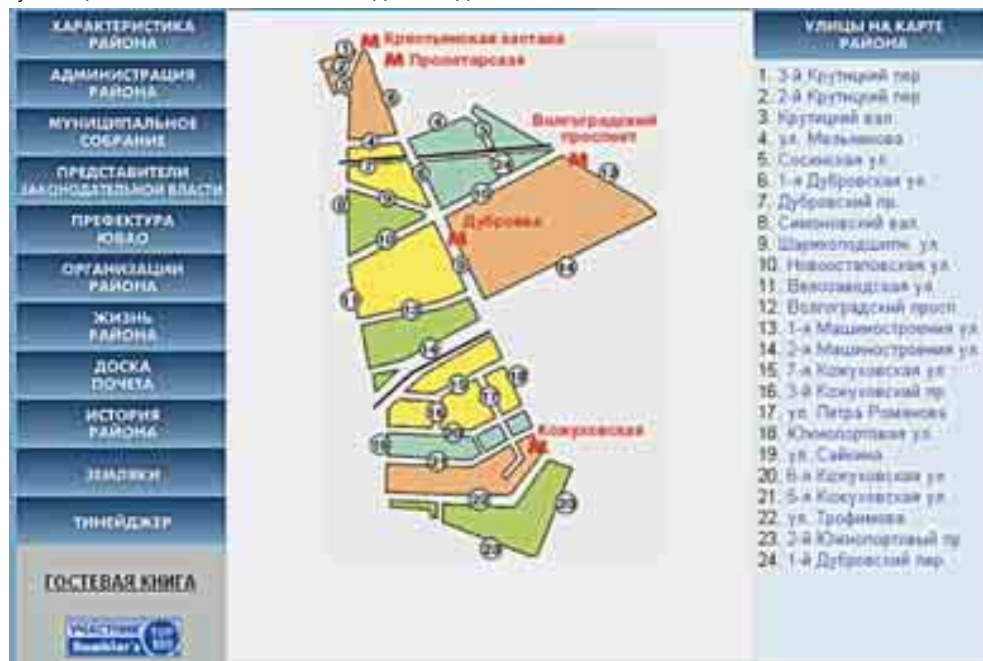 ХАРАКТЕРИСТИКА
РАЙОНА
АДМИНИСТРАЦИЯ
РАЙОНА
МУНИЦИПАЛЬНОЕ
СОБРАНИЕ
ПРЕДСТАВИТЕЛИ
ЗАКОНОДАТЕЛЬНОЙ ВЛАСТИ
ПРЕФЕКТУРА
ЮВАО
ОРГАНИЗАЦИИ
РАЙОНА
ЖИЗНЬ
РАЙОНА
ДОСКА
ПОЧЕТА
ИСТОРИЯ
РАЙОНА
ЗЕМЛЯКИ
ТИНЕЙДЖЕР
ГОСТЕВАЯ КНИГА
УЧАСТНИК
Rambler's
TOP
100
М Крестьянская застава
М Пролетарская
Волгоградский
проспект
М
Дубровка
М
Кожуховская
М
УЛИЦЫ НА КАРТЕ
РАЙОНА
1. 3-й Крутицкий пер
2. 2-й Крутицкий пер
3. Крутицкий вал
4. ул. Мельникова
5. Сосинская ул
6. 1-я Дубровская ул
7. Дубровский пр.
8. Симоновский вал.
9. Шарикоподшипн. ул
10. Новоостаповская ул
11. Велозаводская ул
12. Волгоградский просп
13. 1-я Машиностроения ул
14. 2-я Машиностроения ул
15. 7-я Кожуховская ул
16. 3-й Кожуховский пр.
17. ул. Петра Романова
18. Южнопортовая ул.
19. ул. Сайкина
20. 6-я Кожуховская ул
21. 5-я Кожуховская ул
22. ул. Трофимова
23. 2-й Южнопортовый пр
24. 1-й Дубровский пер